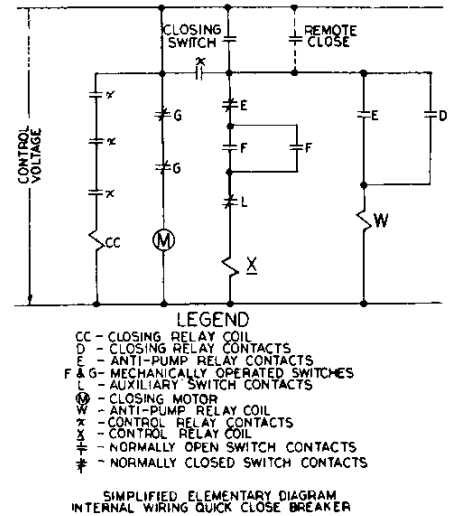 CLOSING
SWITCH
REMOTE
CLOSE
x
x
G
E
E
D
x
G
F
F
CONTROL
VOLTAGE
x
L
W
CC
M
X
LEGEND
CC - CLOSING RELAY COIL
D - CLOSING RELAY CONTACTS
E - ANTI-PUMP RELAY CONTACTS
F & G - MECHANICALLY OPERATED SWITCHES
L - AUXILIARY SWITCH CONTACTS
M - CLOSING MOTOR
W - ANTI-PUMP RELAY COIL
x - CONTROL RELAY CONTACTS
X - CONTROL RELAY COIL
- NORMALLY OPEN SWITCH CONTACTS
- NORMALLY CLOSED SWITCH CONTACTS
SIMPLIFIED ELEMENTARY DIAGRAM
INTERNAL WIRING QUICK CLOSE BREAKER